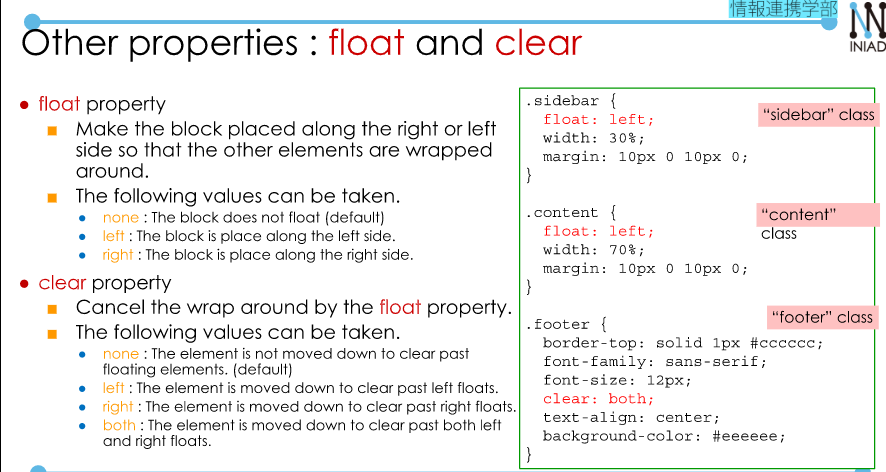 情報連携学部
INIAD
Other properties : float and clear
float property
Make the block placed along the right or left
side so that the other elements are wrapped
around.
The following values can be taken.
none : The block does not float (default)
left : The block is place along the left side.
right : The block is place along the right side.
clear property
Cancel the wrap around by the float property.
The following values can be taken.
none : The element is not moved down to clear past
floating elements. (default)
left : The element is moved down to clear past left floats.
right : The element is moved down to clear past right floats.
both : The element is moved down to clear past both left
and right floats.
.sidebar {
float: left;
width: 30%;
margin: 10px 0 10px 0;
}
"sidebar" class
.content {
float: left;
width: 70%;
margin: 10px 0 10px 0;
}
"content"
class
.footer {
border-top: solid 1px #cccccc;
font-family: sans-serif;
font-size: 12px;
clear: both;
text-align: center;
background-color: #eeeeee;
}
"footer" class